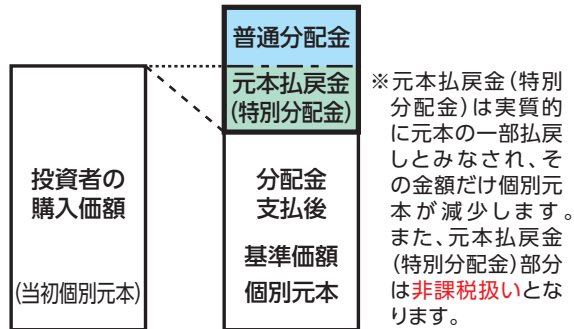 普通分配金
元本払戻金
(特別分配金)
投資者の
購入価額
(当初個別元本)
分配金
支払後
基準価額
個別元本
※元本払戻金(特別
分配金)は実質的
に元本の一部払戻
しとみなされ、そ
の金額だけ個別元
本が減少します。
また、元本払戻金
(特別分配金)部分
は非課税扱いとな
ります。